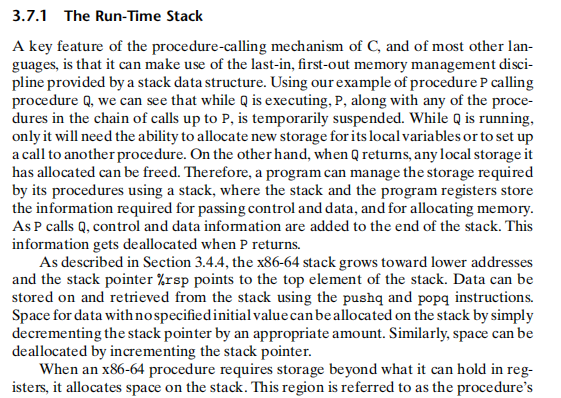 3.7.1 The Run-Time Stack
A key feature of the procedure-calling mechanism of C, and of most other lan-
guages, is that it can make use of the last-in, first-out memory management disci-
pline provided by a stack data structure. Using our example of procedure P calling
procedure Q, we can see that while Q is executing, P, along with any of the proce-
dures in the chain of calls up to P, is temporarily suspended. While Q is running,
only it will need the ability to allocate new storage for its local variables or to set up
a call to another procedure. On the other hand, when Q returns, any local storage it
has allocated can be freed. Therefore, a program can manage the storage required
by its procedures using a stack, where the stack and the program registers store
the information required for passing control and data, and for allocating memory.
As P calls Q, control and data information are added to the end of the stack. This
information gets deallocated when P returns.
As described in Section 3.4.4, the x86-64 stack grows toward lower addresses
and the stack pointer %rsp points to the top element of the stack. Data can be
stored on and retrieved from the stack using the pushq and popq instructions.
Space for data with no specified initial value can be allocated on the stack by simply
decrementing the stack pointer by an appropriate amount. Similarly, space can be
deallocated by incrementing the stack pointer.
When an x86-64 procedure requires storage beyond what it can hold in reg-
isters, it allocates space on the stack. This region is referred to as the procedure's